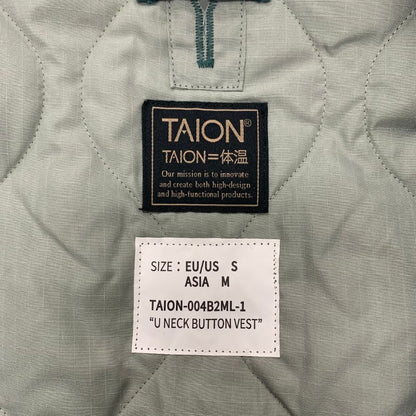 TAION®
TAION=体温
Our mission is to innovate
and create both high-design
and high-functional products.
SIZE : EU/US S
ASIA M
TAION-004B2ML-1
“U NECK BUTTON VEST”